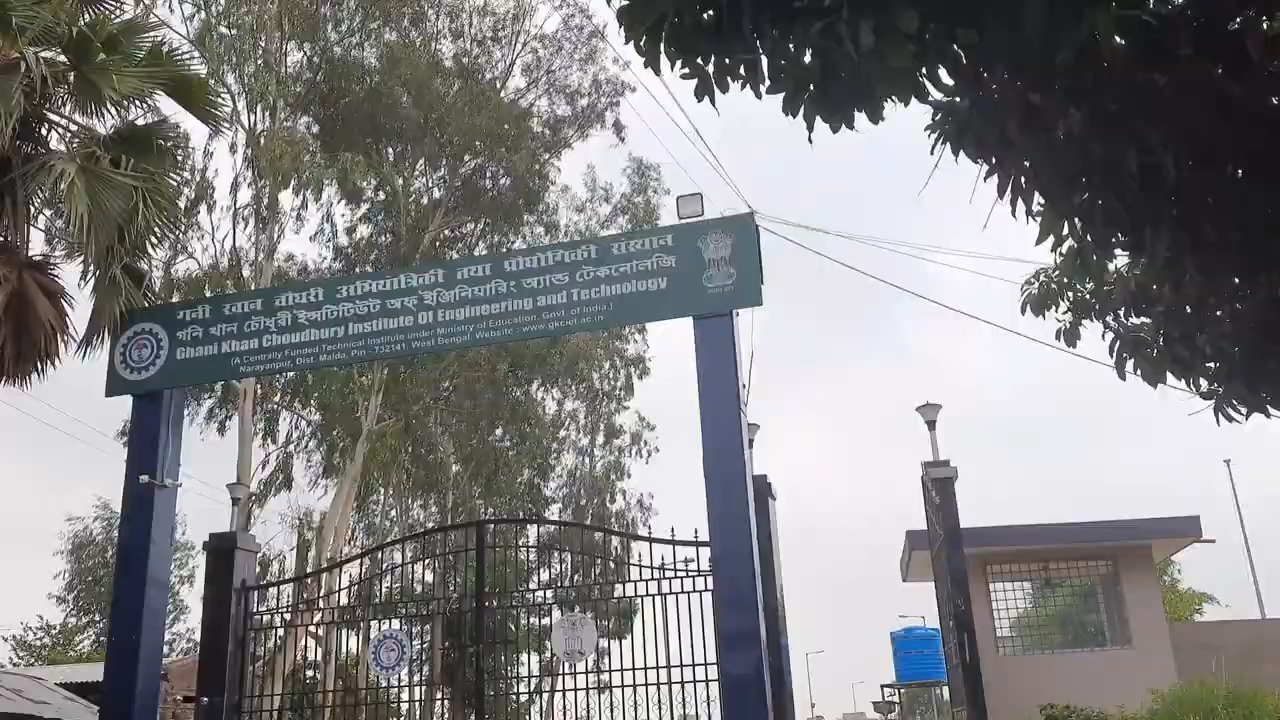 गनी खान चौधरी अभियांत्रिकी तथा प्रौद्योगिकी संस्थान
গনি খান চৌধুরী ইন্সটিটিউট অফ্ ইঞ্জিনিয়ারিং অ্যান্ড টেকনোলজি
Ghani Khan Choudhury Institute Of Engineering and Technology
(A Centrally Funded Technical Institute under Ministry of Education, Govt. of India.)
Narayanpur, Dist. Malda, Pin - 732141, West Bengal. Website : www.gkciet.ac.in